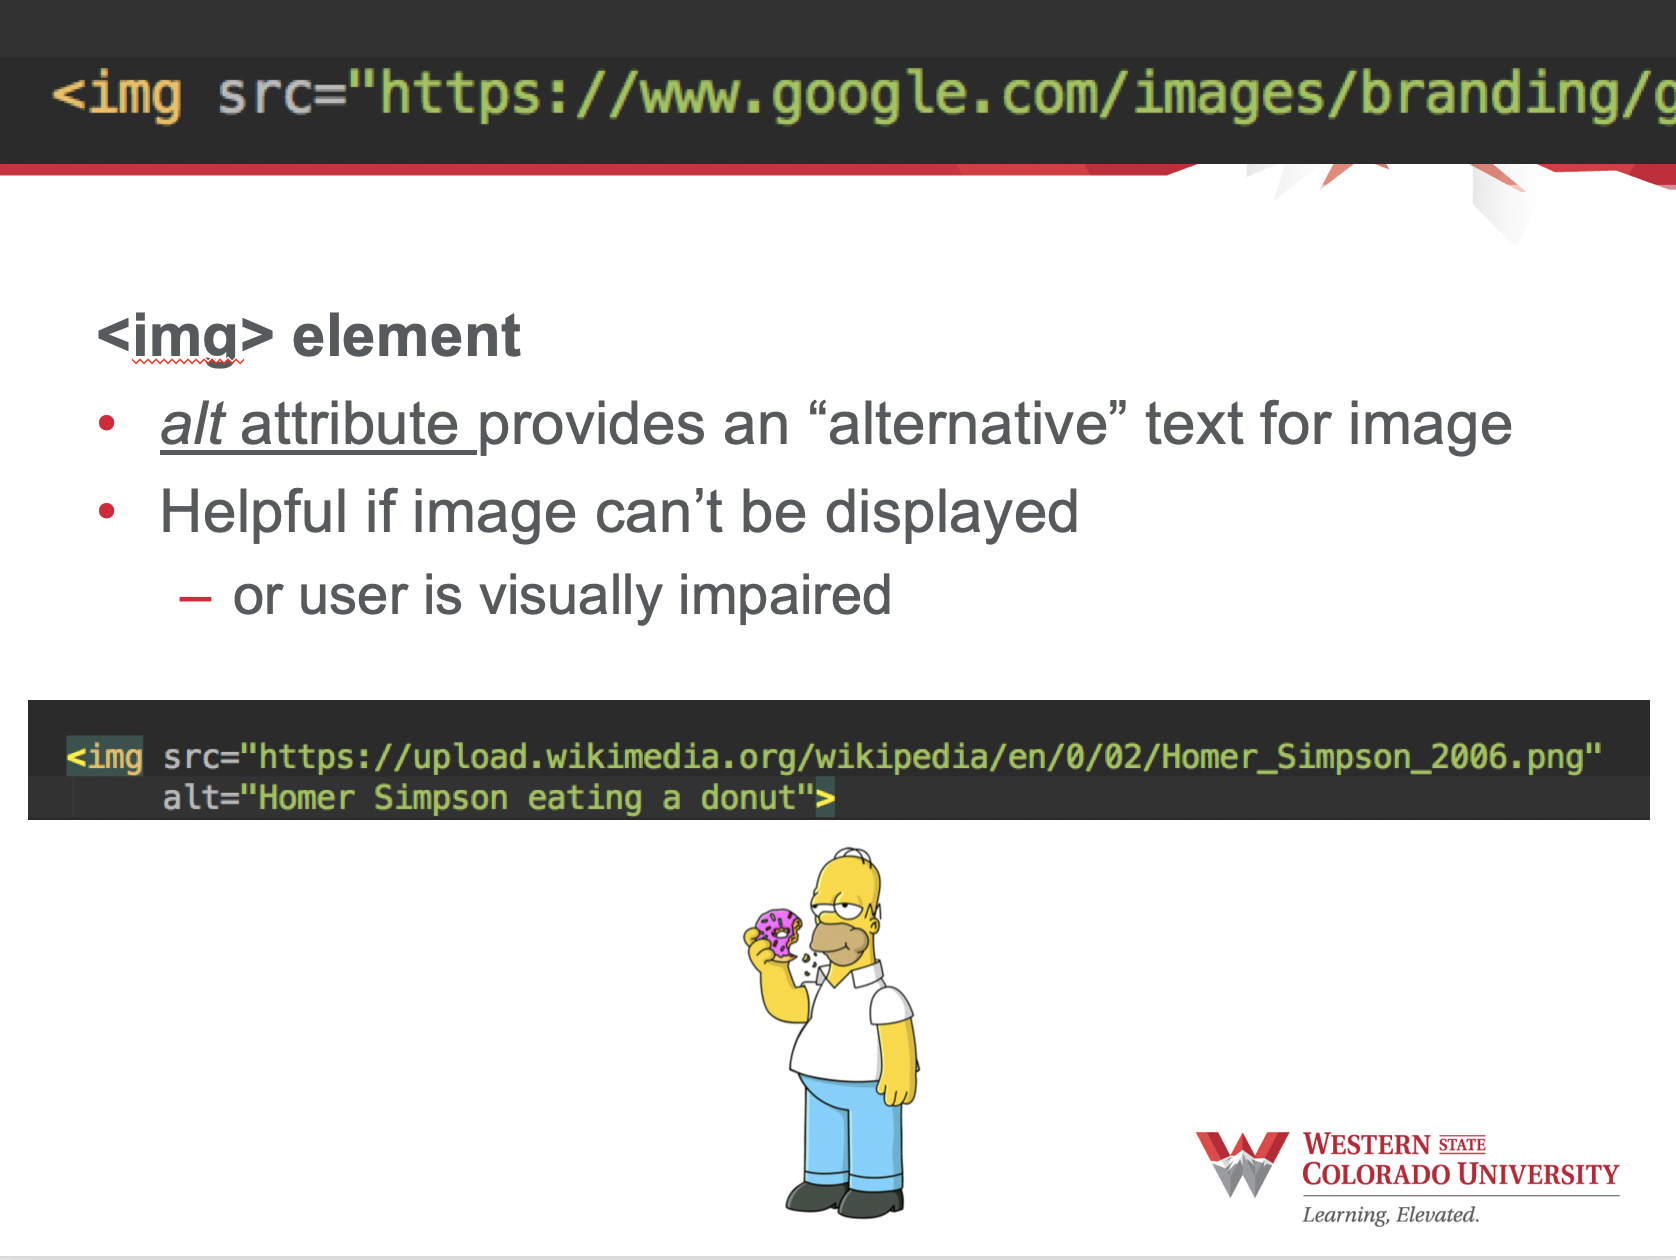 <img src="https://www.google.com/images/branding/g
<img> element
• alt attribute provides an “alternative” text for image
• Helpful if image can’t be displayed
– or user is visually impaired
<img src="https://upload.wikimedia.org/wikipedia/en/0/02/Homer_Simpson_2006.png"
alt="Homer Simpson eating a donut">
WESTERN STATE
COLORADO UNIVERSITY
Learning, Elevated.